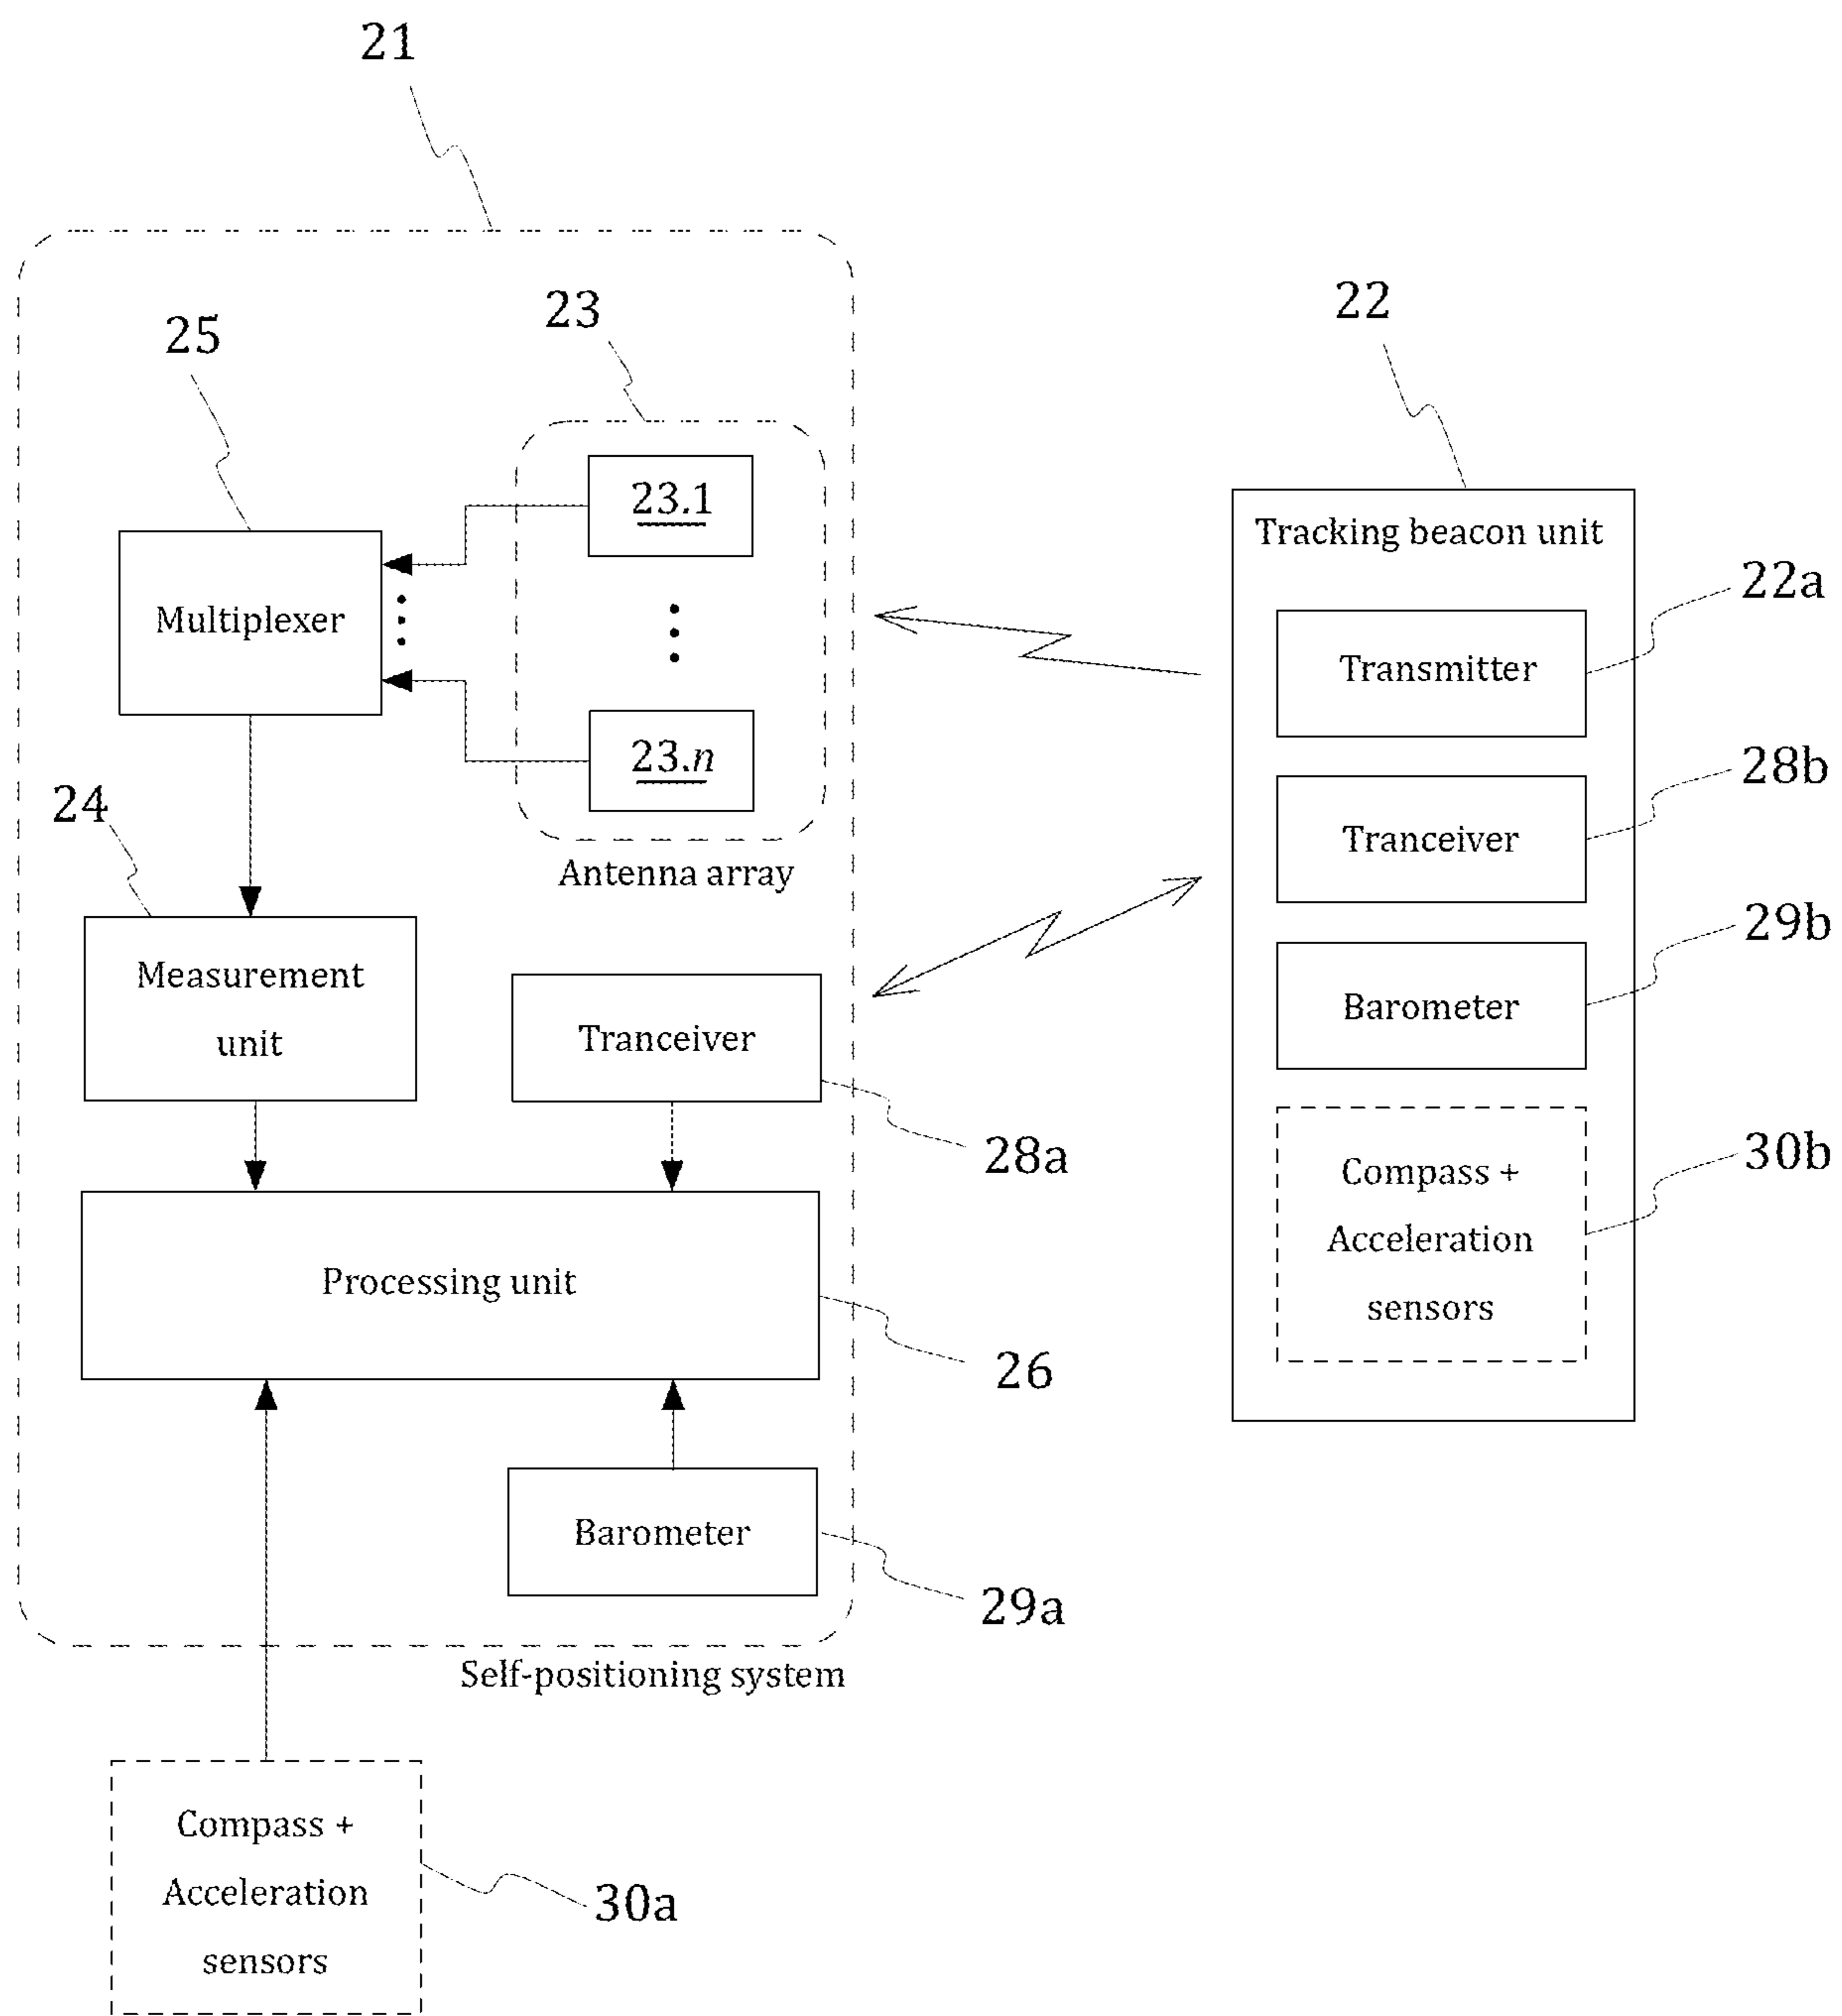 21
22
23
25
23.1
Tracking beacon unit
22a
Multiplexer
Transmitter
23.n
28b
24
Tranceiver
Antenna array
29b
Measurement
unit
Tranceiver
Barometer
28a
30b
Compass +
Acceleration
sensors
Processing unit
26
Barometer
29a
Self-positioning system
Compass +
Acceleration
sensors
30a